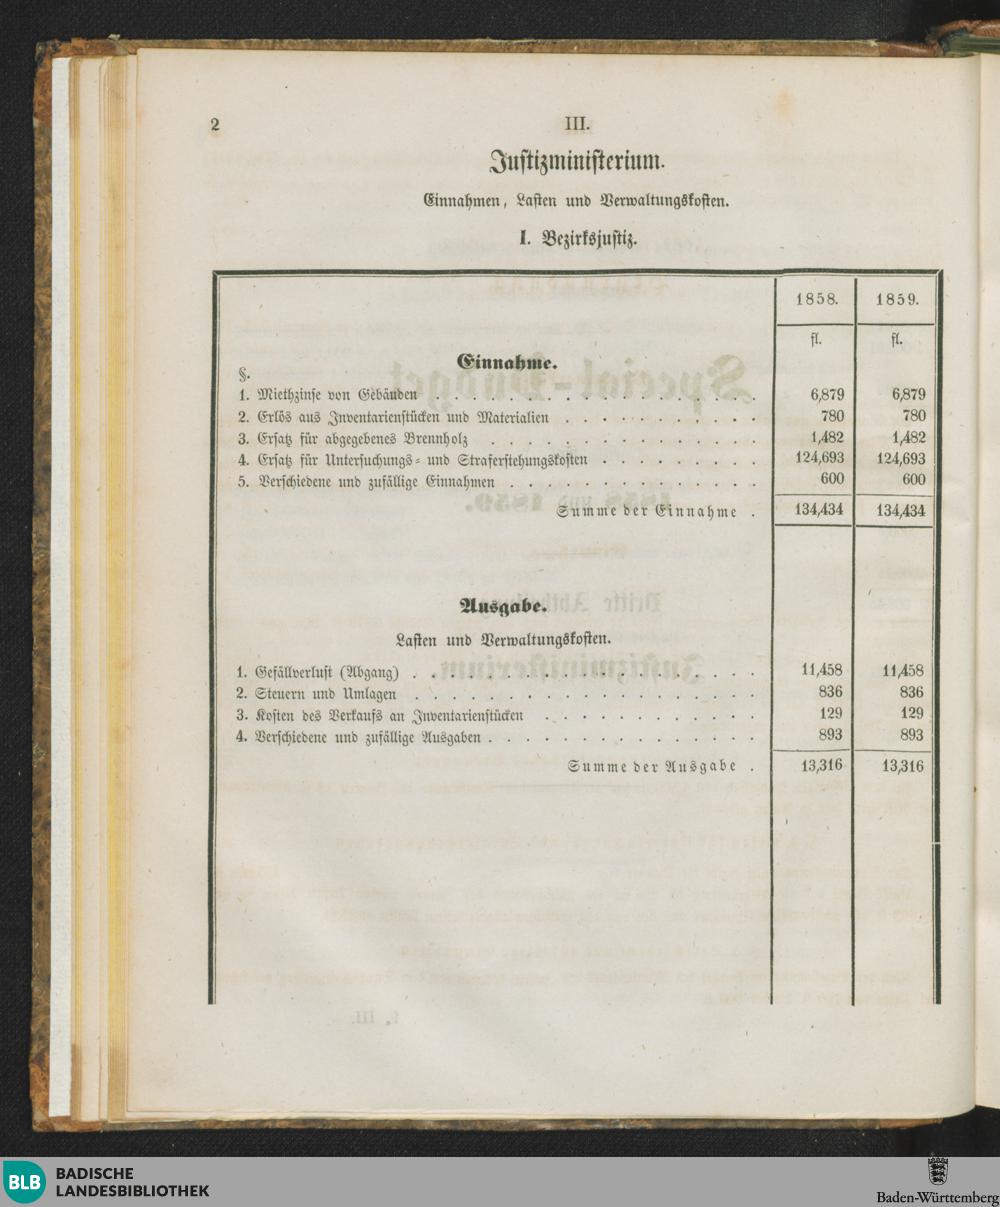 2
III.
Justizministerium.
Einnahmen, Lasten und Verwaltungskosten.
I. Bezirksjustiz.
1858. 1859.
fl. fl.
Einnahme.
§.
1. Miethzinse von Gebäuden . . . . . . . . . . . . . . . 6,879 6,879
2. Erlös aus Inventarienstücken und Materialien . . . . . . . . . . . 780 780
3. Ersatz für abgegebenes Brennholz . . . . . . . . . . . . . . . 1,482 1,482
4. Ersatz für Untersuchungs- und Straferstehungskosten . . . . . . . . . 124,693 124,693
5. Verschiedene und zufällige Einnahmen . . . . . . . . . . . . . . 600 600
Summe der Einnahme . 134,434 134,434
Ausgabe.
Lasten und Verwaltungskosten.
1. Gefällverlust (Abgang) . . . . . . . . . . . . . . . . . . 11,458 11,458
2. Steuern und Umlagen . . . . . . . . . . . . . . . . . . 836 836
3. Kosten des Verkaufs an Inventarienstücken . . . . . . . . . . . . 129 129
4. Verschiedene und zufällige Ausgaben . . . . . . . . . . . . . . . 893 893
Summe der Ausgabe . 13,316 13,316
BLB
BADISCHE
LANDESBIBLIOTHEK
Baden-Württemberg